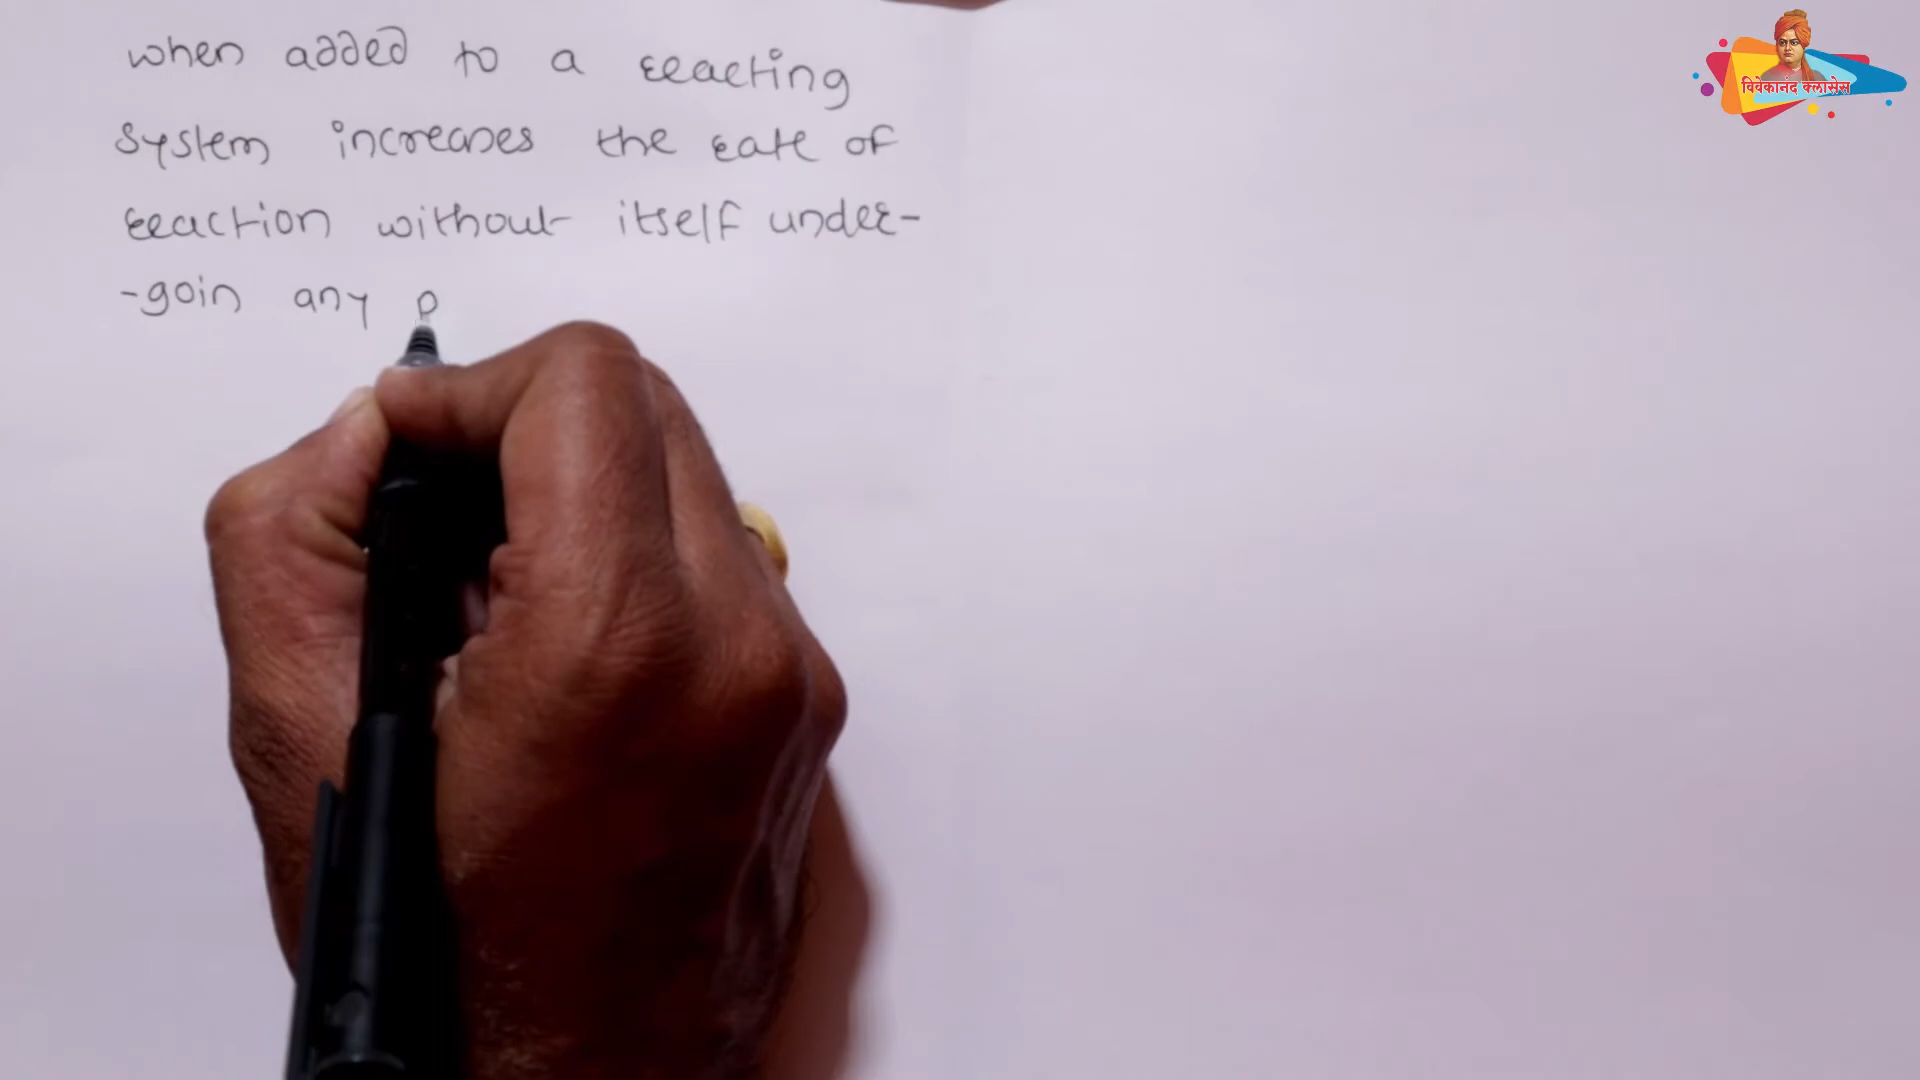 when added to a reacting
system increases the rate of
reaction without itself under-
-goin any p
विवेकानंद क्लासेस